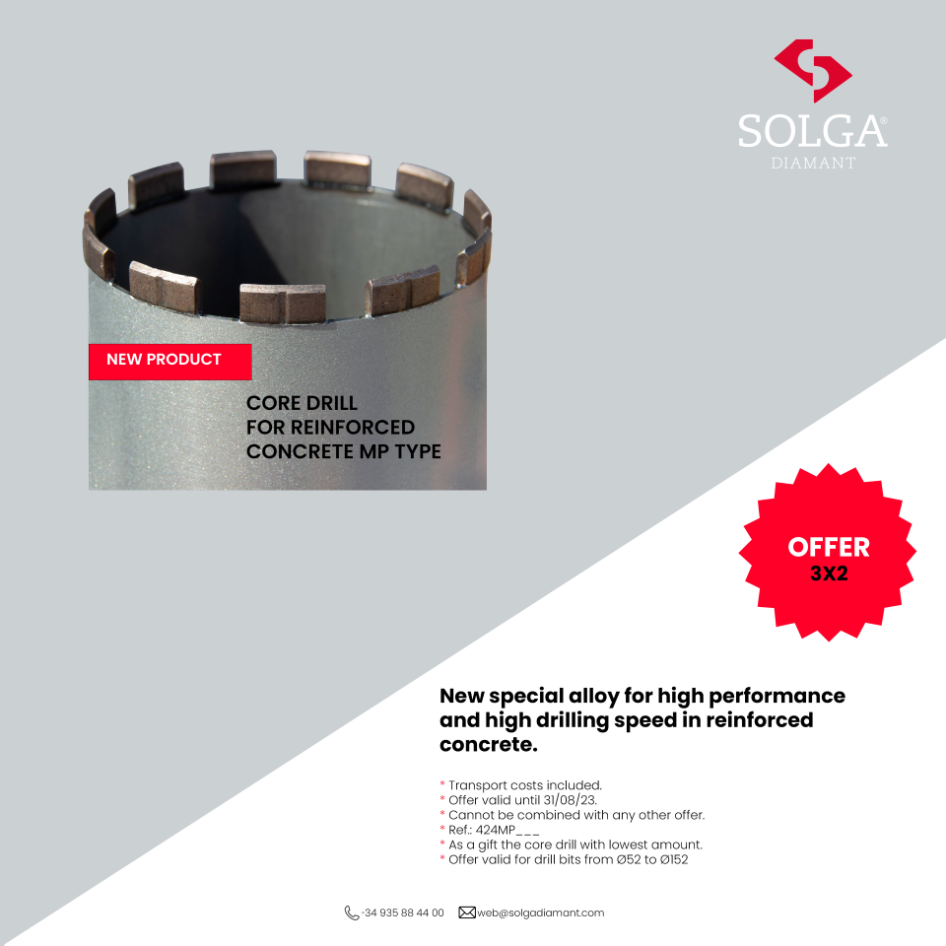 SOLGA®
DIAMANT
NEW PRODUCT
CORE DRILL
FOR REINFORCED
CONCRETE MP TYPE
OFFER
3X2
New special alloy for high performance
and high drilling speed in reinforced
concrete.
* Transport costs included.
* Offer valid until 31/08/23.
* Cannot be combined with any other offer.
* Ref.: 424MP___
* As a gift the core drill with lowest amount.
* Offer valid for drill bits from Ø52 to Ø152
-34 935 88 44 00 web@solgadiamant.com